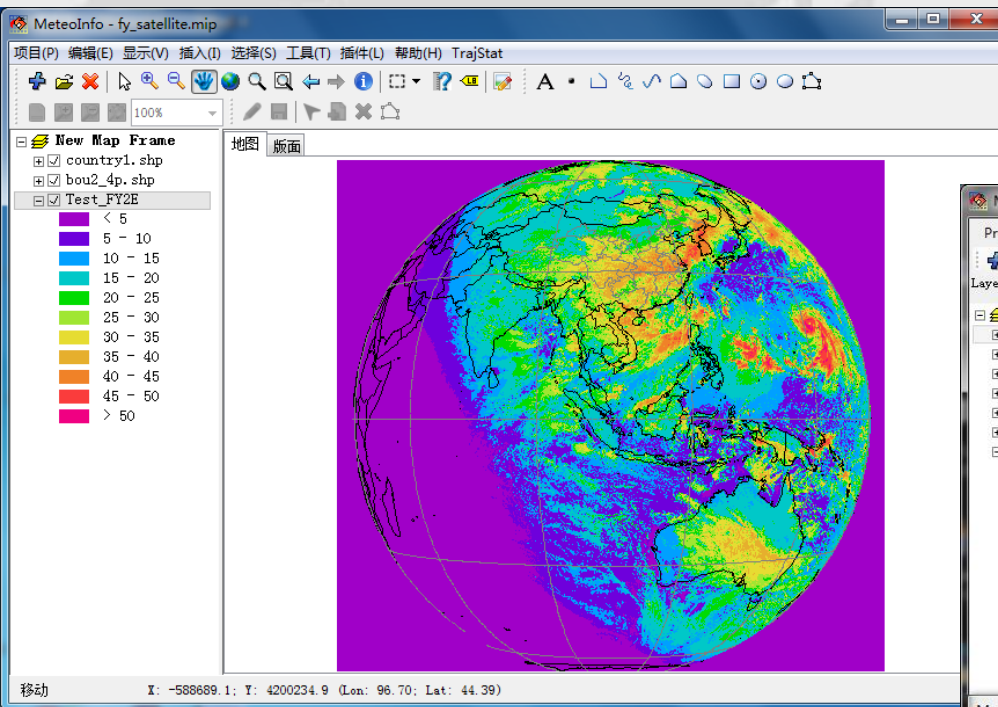 MeteoInfo - fy_satellite.mip
项目(P) 编辑(E) 显示(V) 插入(I) 选择(S) 工具(T) 插件(L) 帮助(H) TrajStat
A
100%
New Map Frame
country1.shp
bou2_4p.shp
Test_FY2E
< 5
5 - 10
10 - 15
15 - 20
20 - 25
25 - 30
30 - 35
35 - 40
40 - 45
45 - 50
> 50
地图 版面
Pr
Laye
移动 X: -588689.1; Y: 4200234.9 (Lon: 96.70; Lat: 44.39)